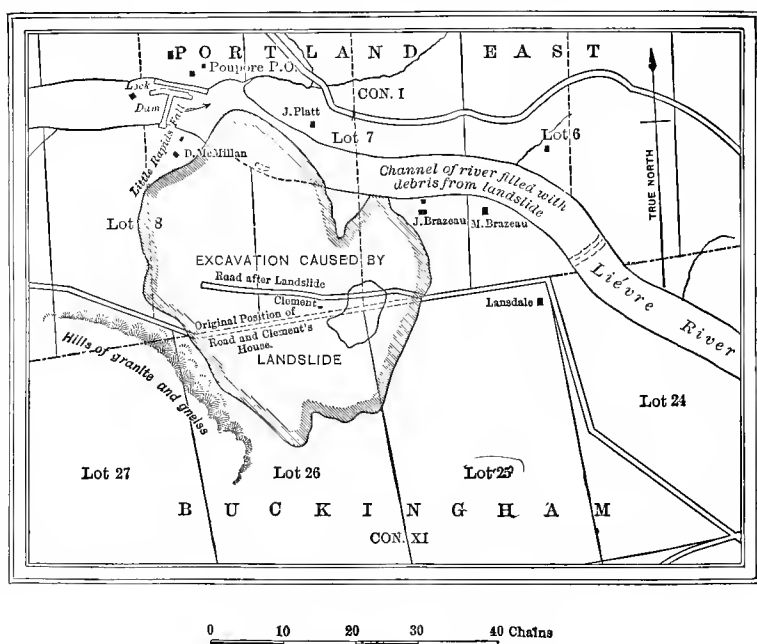 PORTLAND EAST
Poupore P.O.
Lock
Dam
CON. I
J. Platt
Lot 7
Lot 6
Little Rapids Fall
D. McMillan
Channel of river filled with
debris from landslide
TRUE NORTH
Lot 8
J. Brazeau
M. Brazeau
EXCAVATION CAUSED BY
Road after Landslide
Clement
Lansdale
Lièvre River
Original Position of
Road and Clement's
House.
LANDSLIDE
Hills of granite and gneiss
Lot 24
Lot 27
Lot 26
Lot 25
BUCKINGHAM
CON. XI
0 10 20 30 40 Chains